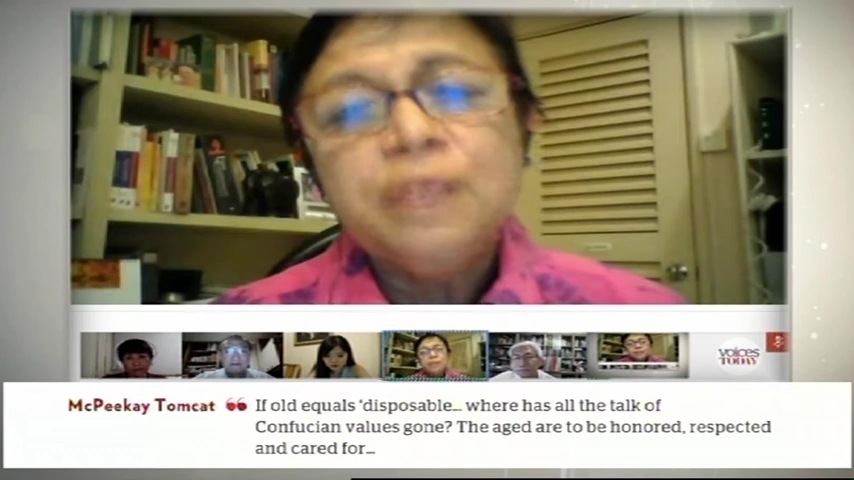 VOICES
TODAY
McPeekay Tomcat
If old equals 'disposable... where has all the talk of
Confucian values gone? The aged are to be honored, respected
and cared for...